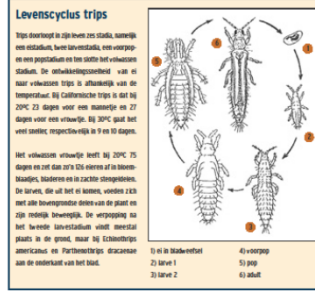 Levenscyclus trips
Trips doorloopt in zijn leven zes stadia, namelijk
een eistadium, twee larvenstadia, een voorpop-
en een popstadium en ten slotte het volwassen
stadium. De ontwikkelingssnelheid van ei
naar volwassen trips is afhankelijk van de
temperatuur. Bij Californische trips is dat bij
20°C 23 dagen voor een mannetje en 27
dagen voor een vrouwtje. Bij 30°C gaat het
veel sneller, respectievelijk in 9 en 10 dagen.
Het volwassen vrouwtje leeft bij 20°C 75
dagen en zet dan zo'n 126 eieren af in bloem-
blaadjes, bladeren en in zachte stengeldelen.
De larven, die uit het ei komen, voeden zich
met alle bovengrondse delen van de plant en
zijn redelijk beweeglijk. De verpopping na
het tweede larvestadium vindt meestal
plaats in de grond, maar bij Echinothrips
americanus en Parthenothrips dracaenae
aan de onderkant van het blad.
6
1
5
2
4
3
1) ei in bladweefsel
2) larve 1
3) larve 2
4) voorpop
5) pop
6) adult